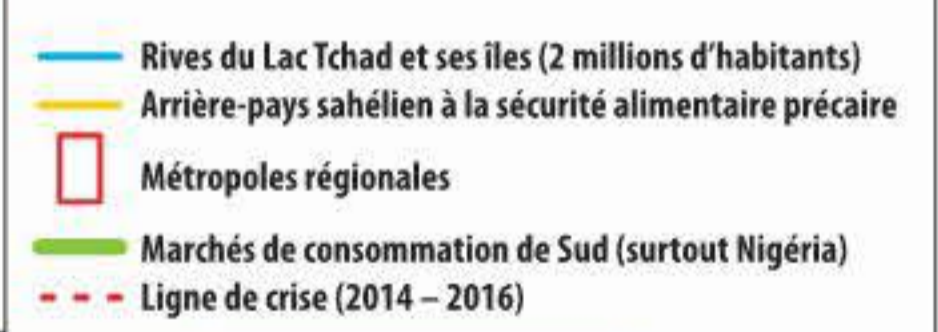 Rives du Lac Tchad et ses îles (2 millions d'habitants)
Arrière-pays sahélien à la sécurité alimentaire précaire
Métropoles régionales
Marchés de consommation de Sud (surtout Nigéria)
Ligne de crise (2014 – 2016)